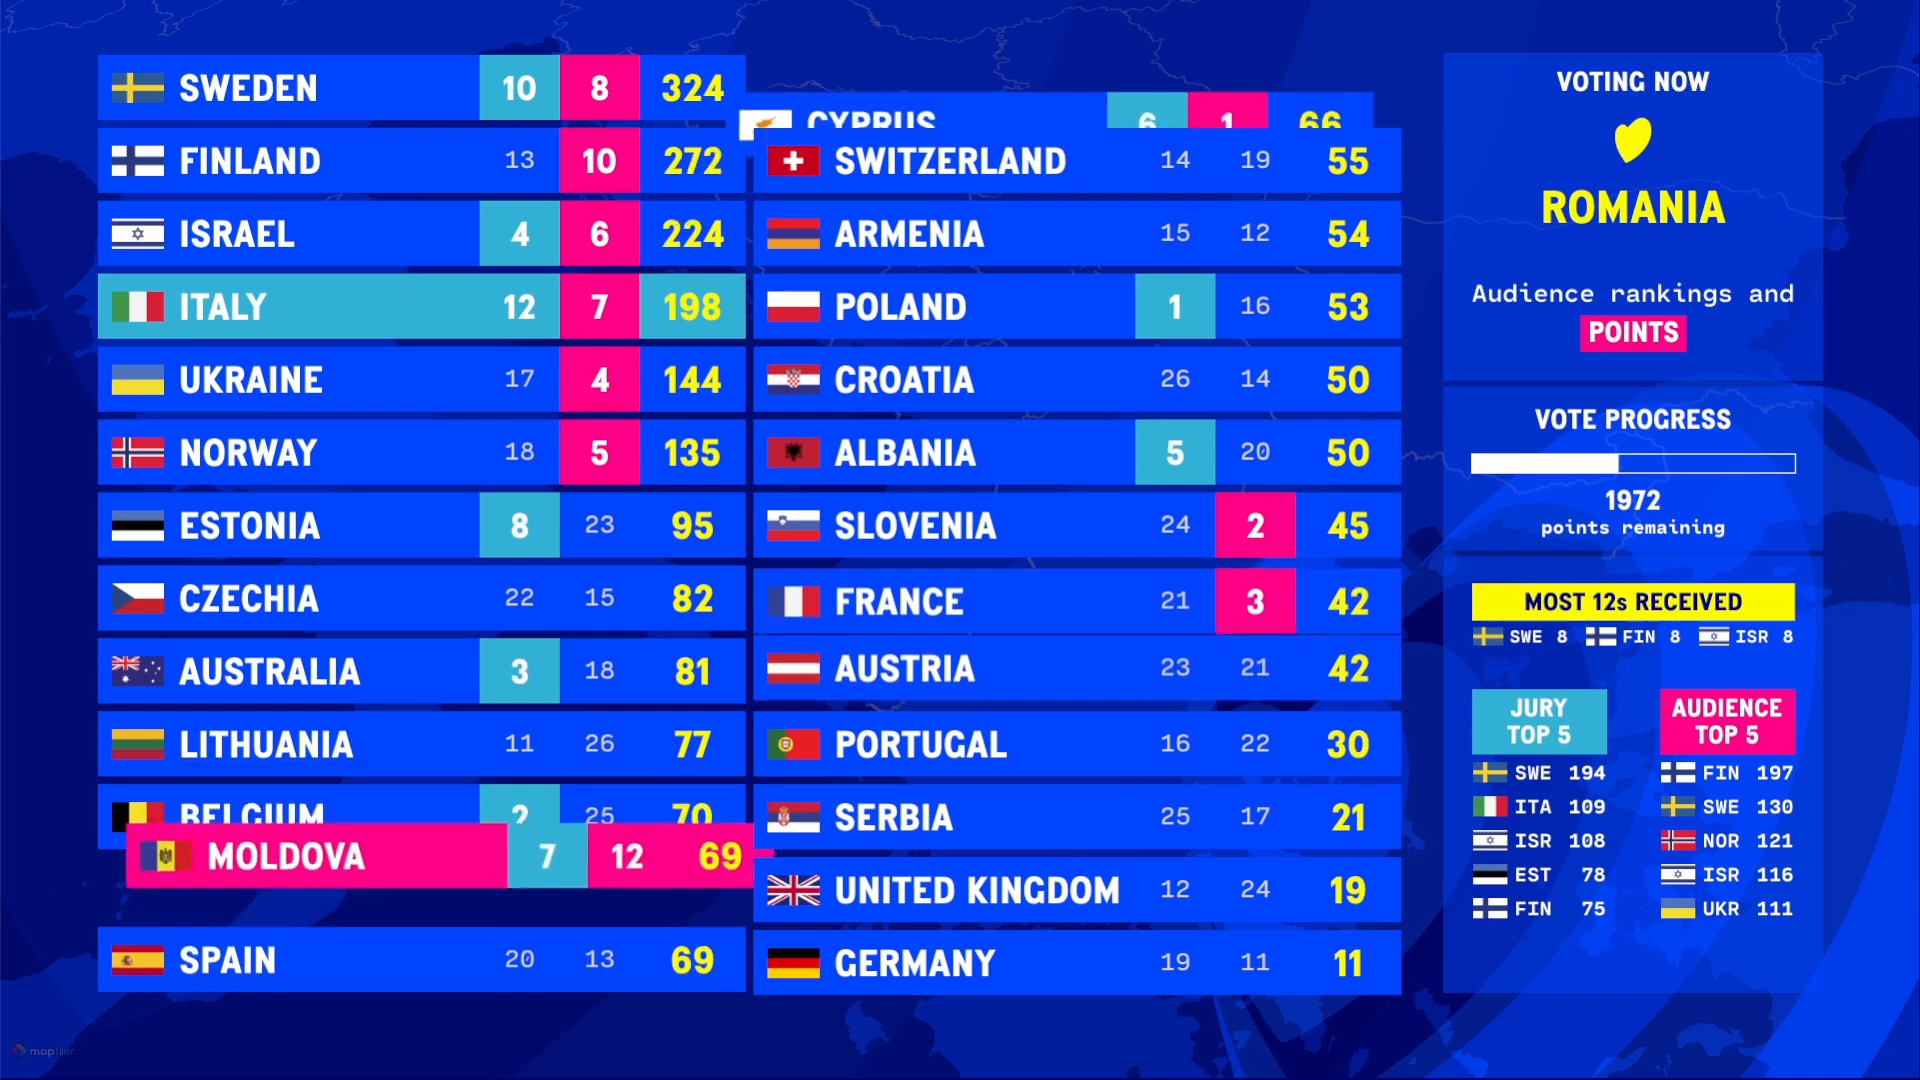 SWEDEN 10 8 324
FINLAND 13 10 272
ISRAEL 4 6 224
ITALY 12 7 198
UKRAINE 17 4 144
NORWAY 18 5 135
ESTONIA 8 23 95
CZECHIA 22 15 82
AUSTRALIA 3 18 81
LITHUANIA 11 26 77
BELGIUM 2 25 70
MOLDOVA 7 12 69
SPAIN 20 13 69
CYPRUS 6 1 66
SWITZERLAND 14 19 55
ARMENIA 15 12 54
POLAND 1 16 53
CROATIA 26 14 50
ALBANIA 5 20 50
SLOVENIA 24 2 45
FRANCE 21 3 42
AUSTRIA 23 21 42
PORTUGAL 16 22 30
SERBIA 25 17 21
UNITED KINGDOM 12 24 19
GERMANY 19 11 11
VOTING NOW
ROMANIA
Audience rankings and
POINTS
VOTE PROGRESS
1972
points remaining
MOST 12s RECEIVED
SWE 8 FIN 8 ISR 8
JURY
TOP 5
SWE 194
ITA 109
ISR 108
EST 78
FIN 75
AUDIENCE
TOP 5
FIN 197
SWE 130
NOR 121
ISR 116
UKR 111
maptiler